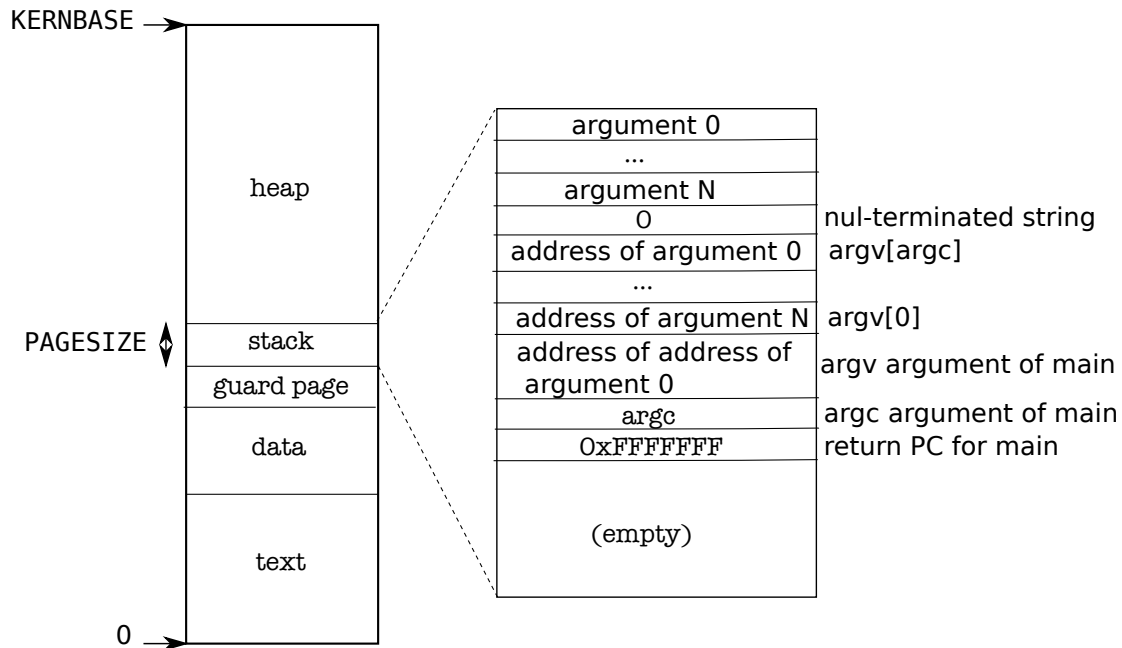 KERNBASE
heap
PAGESIZE
stack
guard page
data
text
0
argument 0
...
argument N
0
nul-terminated string
address of argument 0
argv[argc]
...
address of argument N
argv[0]
address of address of
argument 0
argv argument of main
argc
argc argument of main
0xFFFFFFF
return PC for main
(empty)